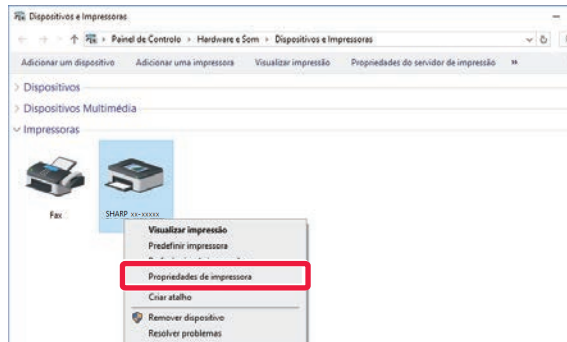 Dispositivos e Impressoras
Painel de Controlo › Hardware e Som › Dispositivos e Impressoras
Adicionar um dispositivo Adicionar uma impressora Visualizar impressão Propriedades do servidor de impressão »
Dispositivos
Dispositivos Multimédia
Impressoras
Fax
SHARP xx-xxxxx
Visualizar impressão
Predefinir impressora
Propriedades de impressora
Criar atalho
Remover dispositivo
Resolver problemas